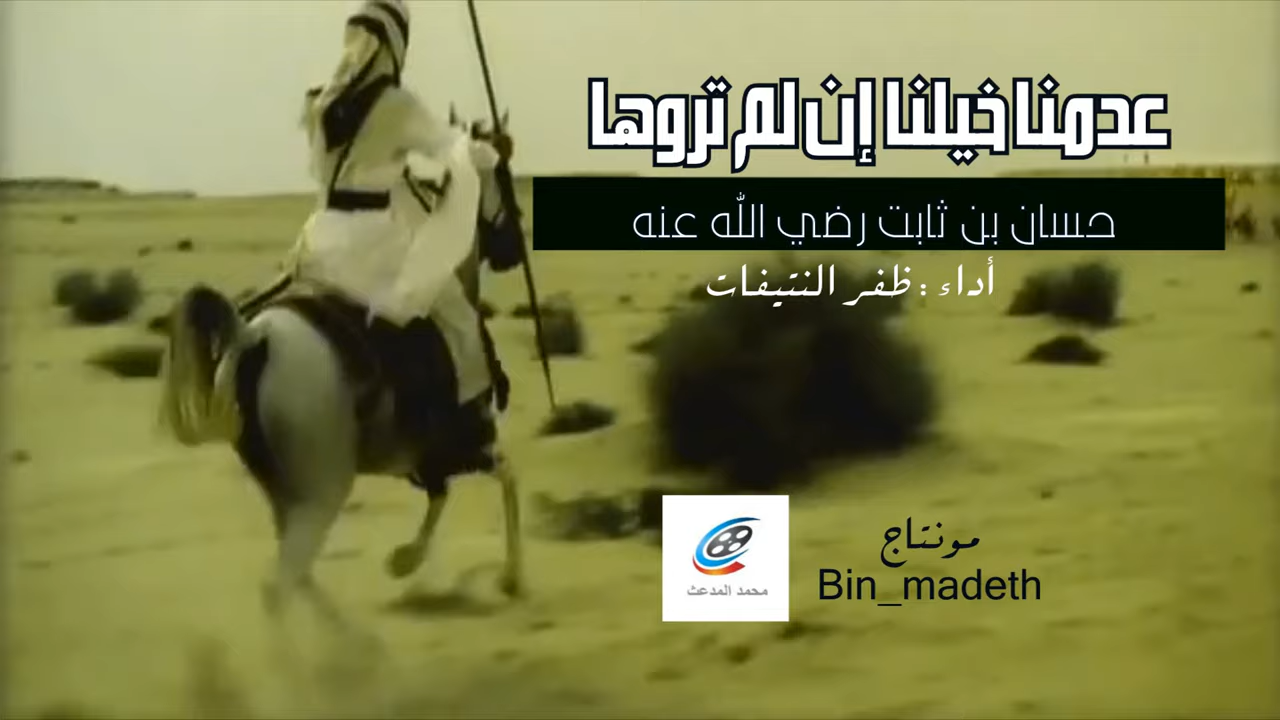 عدمنا خيلنا إن لم تروها
حسان بن ثابت رضي الله عنه
أداء : ظفر النتيفات
مونتاج
Bin_madeth
محمد المدعث